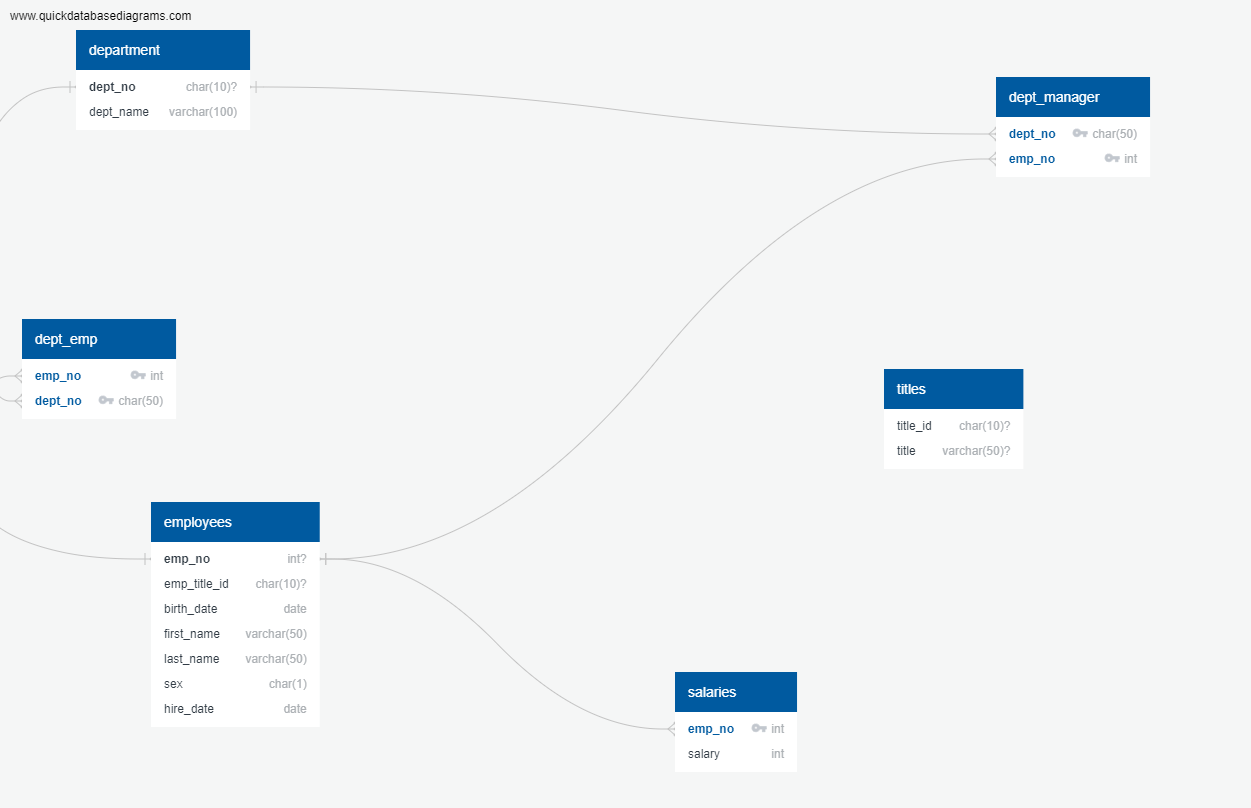 www.quickdatabasediagrams.com
department
dept_no char(10)?
dept_name varchar(100)
dept_manager
dept_no char(50)
emp_no int
dept_emp
emp_no int
dept_no char(50)
titles
title_id char(10)?
title varchar(50)?
employees
emp_no int?
emp_title_id char(10)?
birth_date date
first_name varchar(50)
last_name varchar(50)
sex char(1)
hire_date date
salaries
emp_no int
salary int